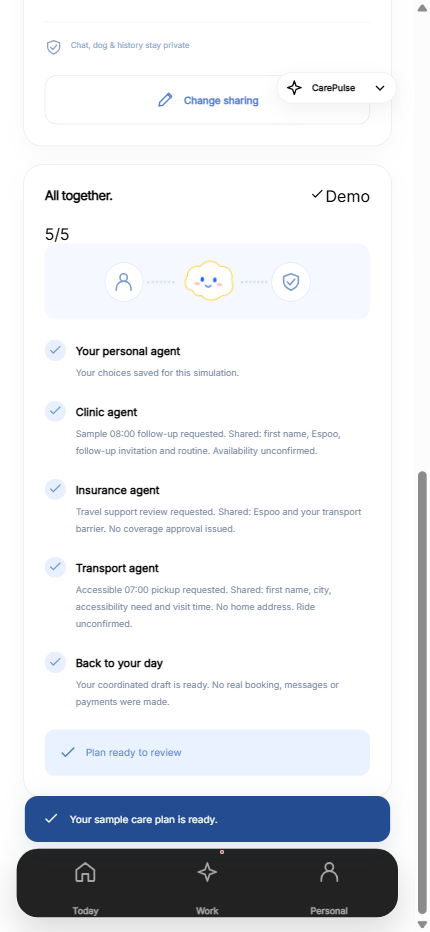 Chat, dog & history stay private
Change sharing
CarePulse
All together.
Demo
5/5
Your personal agent
Your choices saved for this simulation.
Clinic agent
Sample 08:00 follow-up requested. Shared: first name, Espoo,
follow-up invitation and routine. Availability unconfirmed.
Insurance agent
Travel support review requested. Shared: Espoo and your transport
barrier. No coverage approval issued.
Transport agent
Accessible 07:00 pickup requested. Shared: first name, city,
accessibility need and visit time. No home address. Ride
unconfirmed.
Back to your day
Your coordinated draft is ready. No real booking, messages or
payments were made.
Plan ready to review
Your sample care plan is ready.
Today
Work
Personal